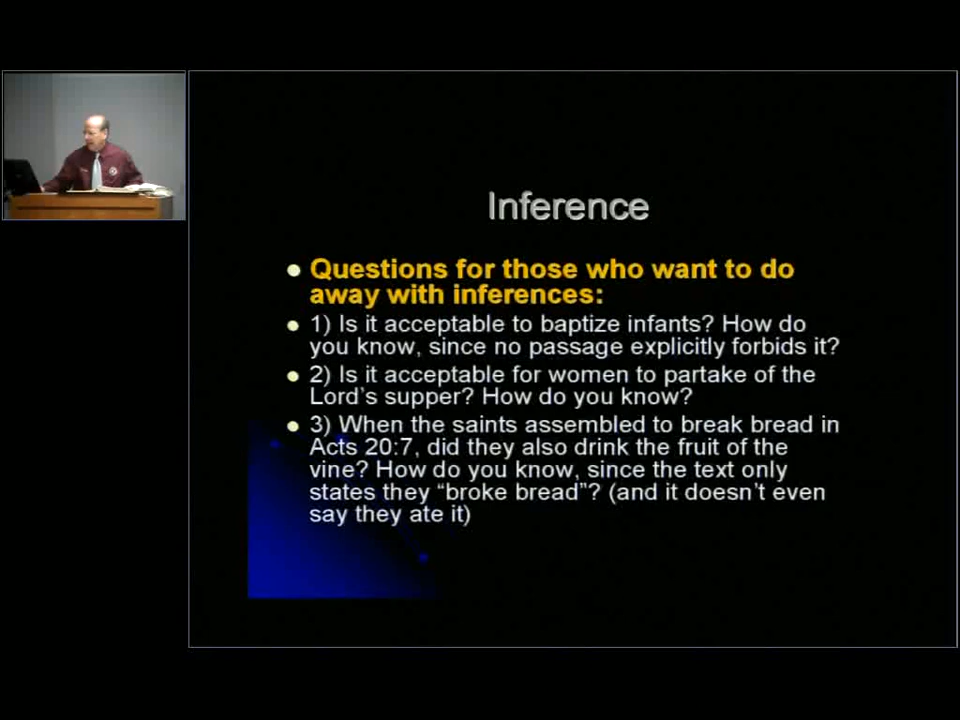 Inference
Questions for those who want to do
away with inferences:
1) Is it acceptable to baptize infants? How do
you know, since no passage explicitly forbids it?
2) Is it acceptable for women to partake of the
Lord's supper? How do you know?
3) When the saints assembled to break bread in
Acts 20:7, did they also drink the fruit of the
vine? How do you know, since the text only
states they “broke bread”? (and it doesn't even
say they ate it)